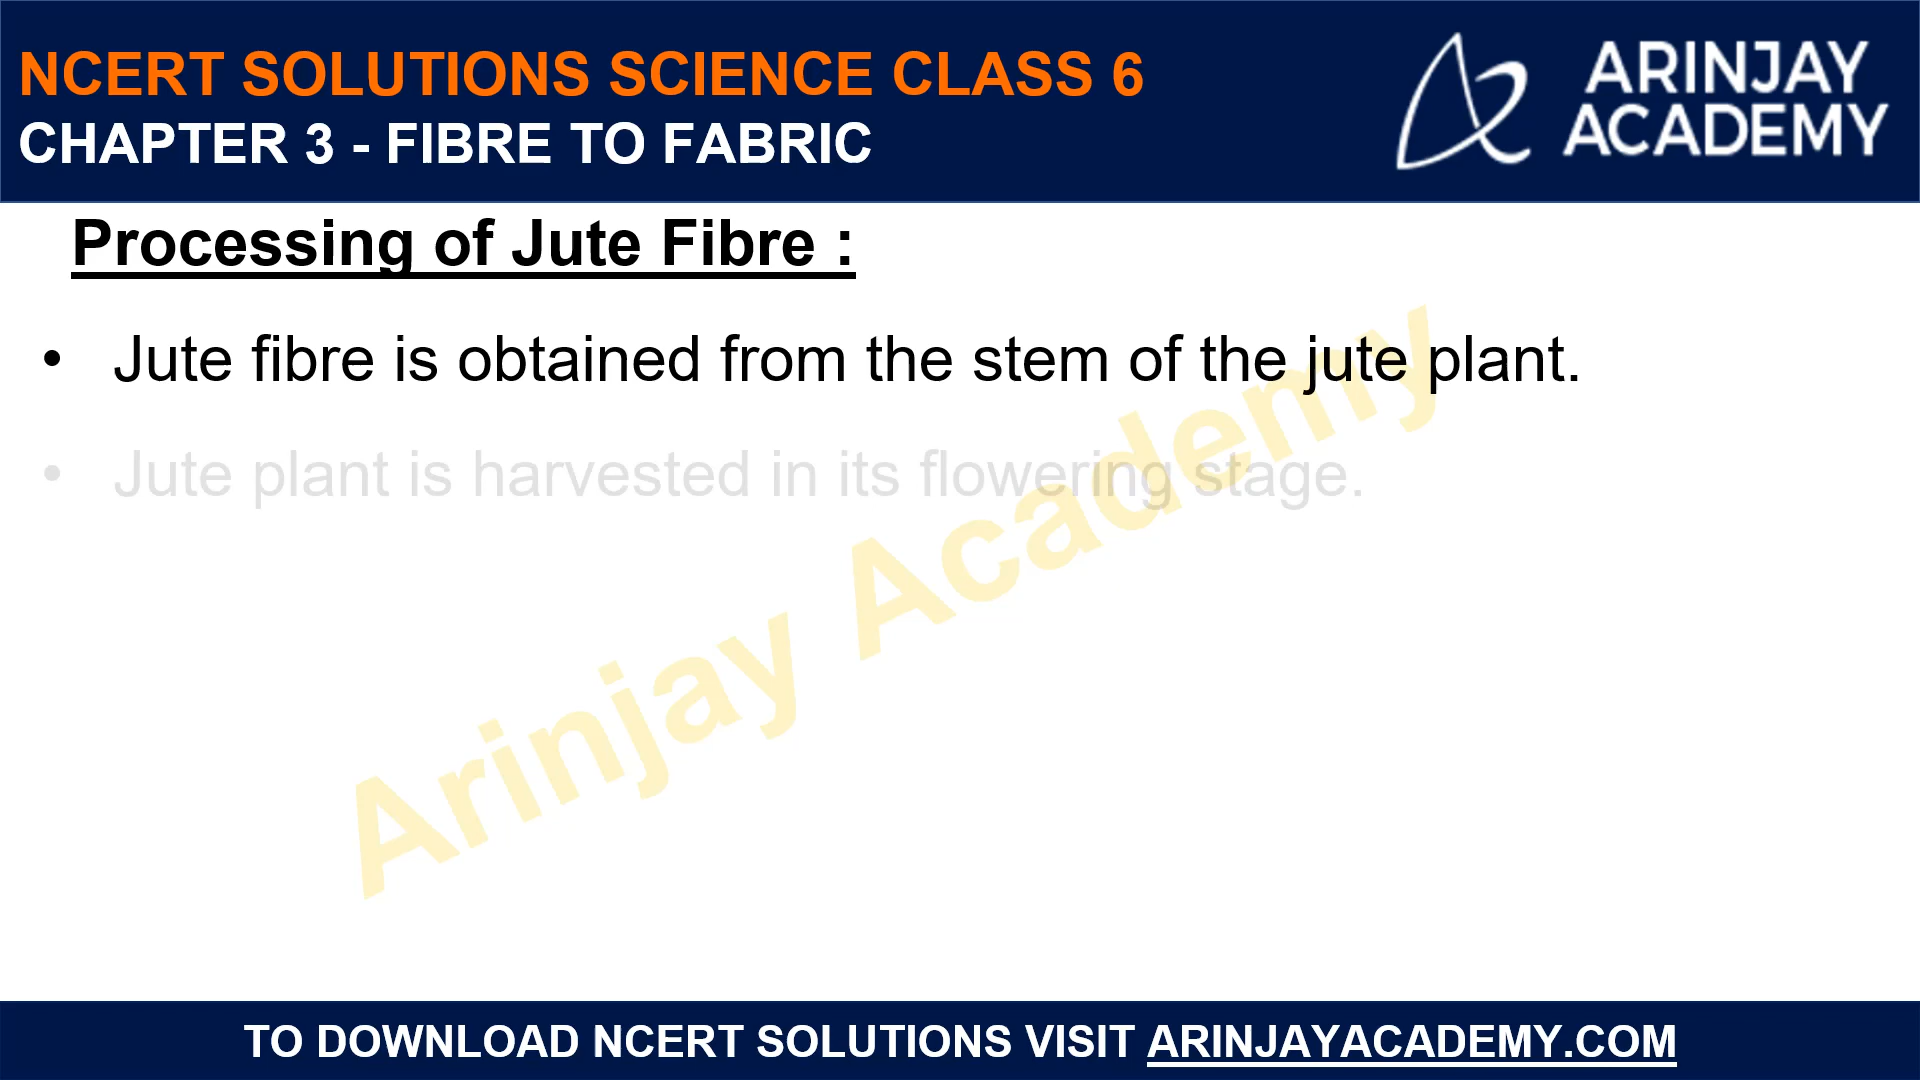 NCERT SOLUTIONS SCIENCE CLASS 6
CHAPTER 3 - FIBRE TO FABRIC
ARINJAY
ACADEMY
Processing of Jute Fibre :
• Jute fibre is obtained from the stem of the jute plant.
• Jute plant is harvested in its flowering stage.
Arinjay Academy
TO DOWNLOAD NCERT SOLUTIONS VISIT ARINJAYACADEMY.COM